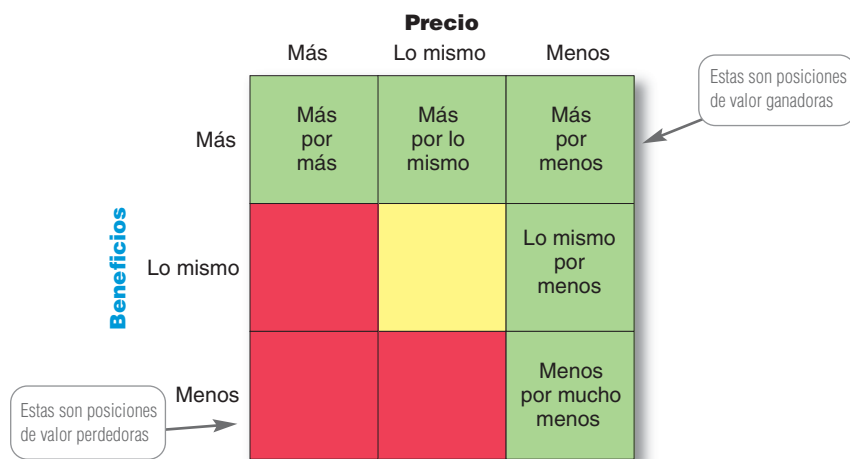 Precio
Más
Lo mismo
Menos
Estas son posiciones
de valor ganadoras
Más
Más
por
más
Más
por lo
mismo
Más
por
menos
Beneficios
Lo mismo
Lo mismo
por
menos
Menos
Menos
por mucho
menos
Estas son posiciones
de valor perdedoras